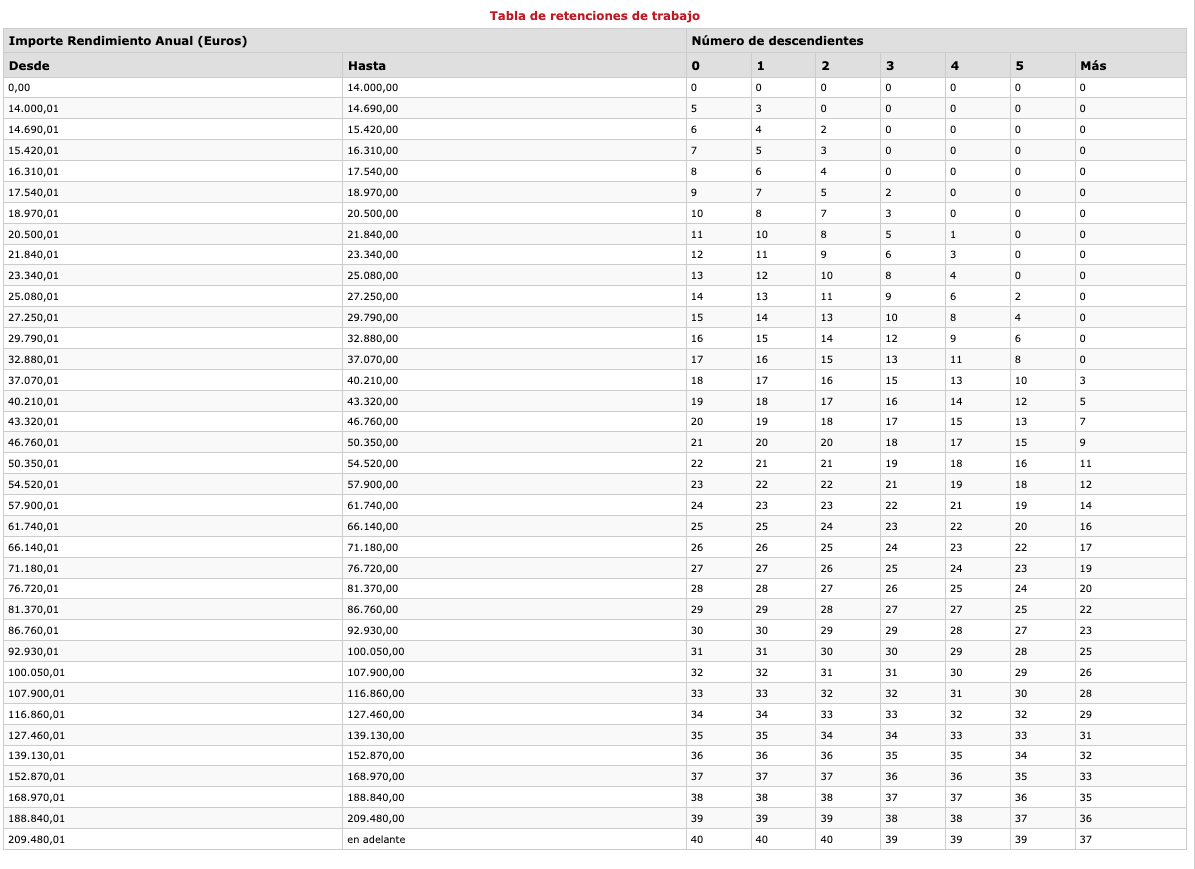 Tabla de retenciones de trabajo
Importe Rendimiento Anual (Euros) Número de descendientes
Desde Hasta 0 1 2 3 4 5 Más
0,00 14.000,00 0 0 0 0 0 0 0
14.000,01 14.690,00 5 3 0 0 0 0 0
14.690,01 15.420,00 6 4 2 0 0 0 0
15.420,01 16.310,00 7 5 3 0 0 0 0
16.310,01 17.540,00 8 6 4 0 0 0 0
17.540,01 18.970,00 9 7 5 2 0 0 0
18.970,01 20.500,00 10 8 7 3 0 0 0
20.500,01 21.840,00 11 10 8 5 1 0 0
21.840,01 23.340,00 12 11 9 6 3 0 0
23.340,01 25.080,00 13 12 10 8 4 0 0
25.080,01 27.250,00 14 13 11 9 6 2 0
27.250,01 29.790,00 15 14 13 10 8 4 0
29.790,01 32.880,00 16 15 14 12 9 6 0
32.880,01 37.070,00 17 16 15 13 11 8 0
37.070,01 40.210,00 18 17 16 15 13 10 3
40.210,01 43.320,00 19 18 17 16 14 12 5
43.320,01 46.760,00 20 19 18 17 15 13 7
46.760,01 50.350,00 21 20 20 18 17 15 9
50.350,01 54.520,00 22 21 21 19 18 16 11
54.520,01 57.900,00 23 22 22 21 19 18 12
57.900,01 61.740,00 24 23 23 22 21 19 14
61.740,01 66.140,00 25 25 24 23 22 20 16
66.140,01 71.180,00 26 26 25 24 23 22 17
71.180,01 76.720,00 27 27 26 25 24 23 19
76.720,01 81.370,00 28 28 27 26 25 24 20
81.370,01 86.760,00 29 29 28 27 27 25 22
86.760,01 92.930,00 30 30 29 29 28 27 23
92.930,01 100.050,00 31 31 30 30 29 28 25
100.050,01 107.900,00 32 32 31 31 30 29 26
107.900,01 116.860,00 33 33 32 32 31 30 28
116.860,01 127.460,00 34 34 33 33 32 32 29
127.460,01 139.130,00 35 35 34 34 33 33 31
139.130,01 152.870,00 36 36 36 35 35 34 32
152.870,01 168.970,00 37 37 37 36 36 35 33
168.970,01 188.840,00 38 38 38 37 37 36 35
188.840,01 209.480,00 39 39 39 38 38 37 36
209.480,01 en adelante 40 40 40 39 39 39 37